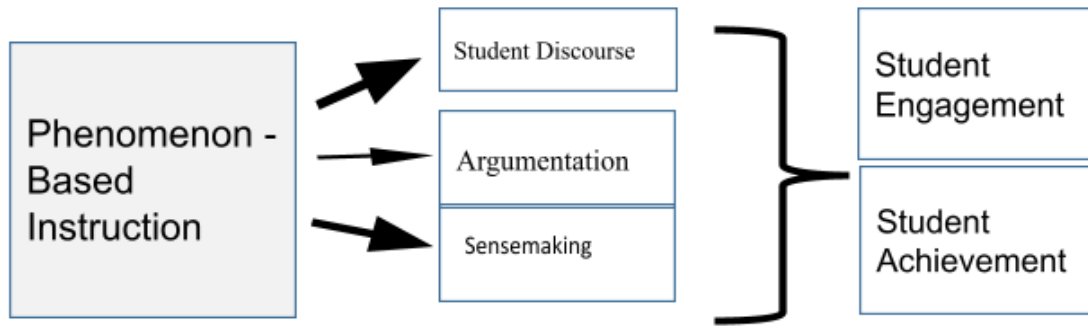 Phenomenon -
Based
Instruction
Student Discourse
Argumentation
Sensemaking
Student
Engagement
Student
Achievement